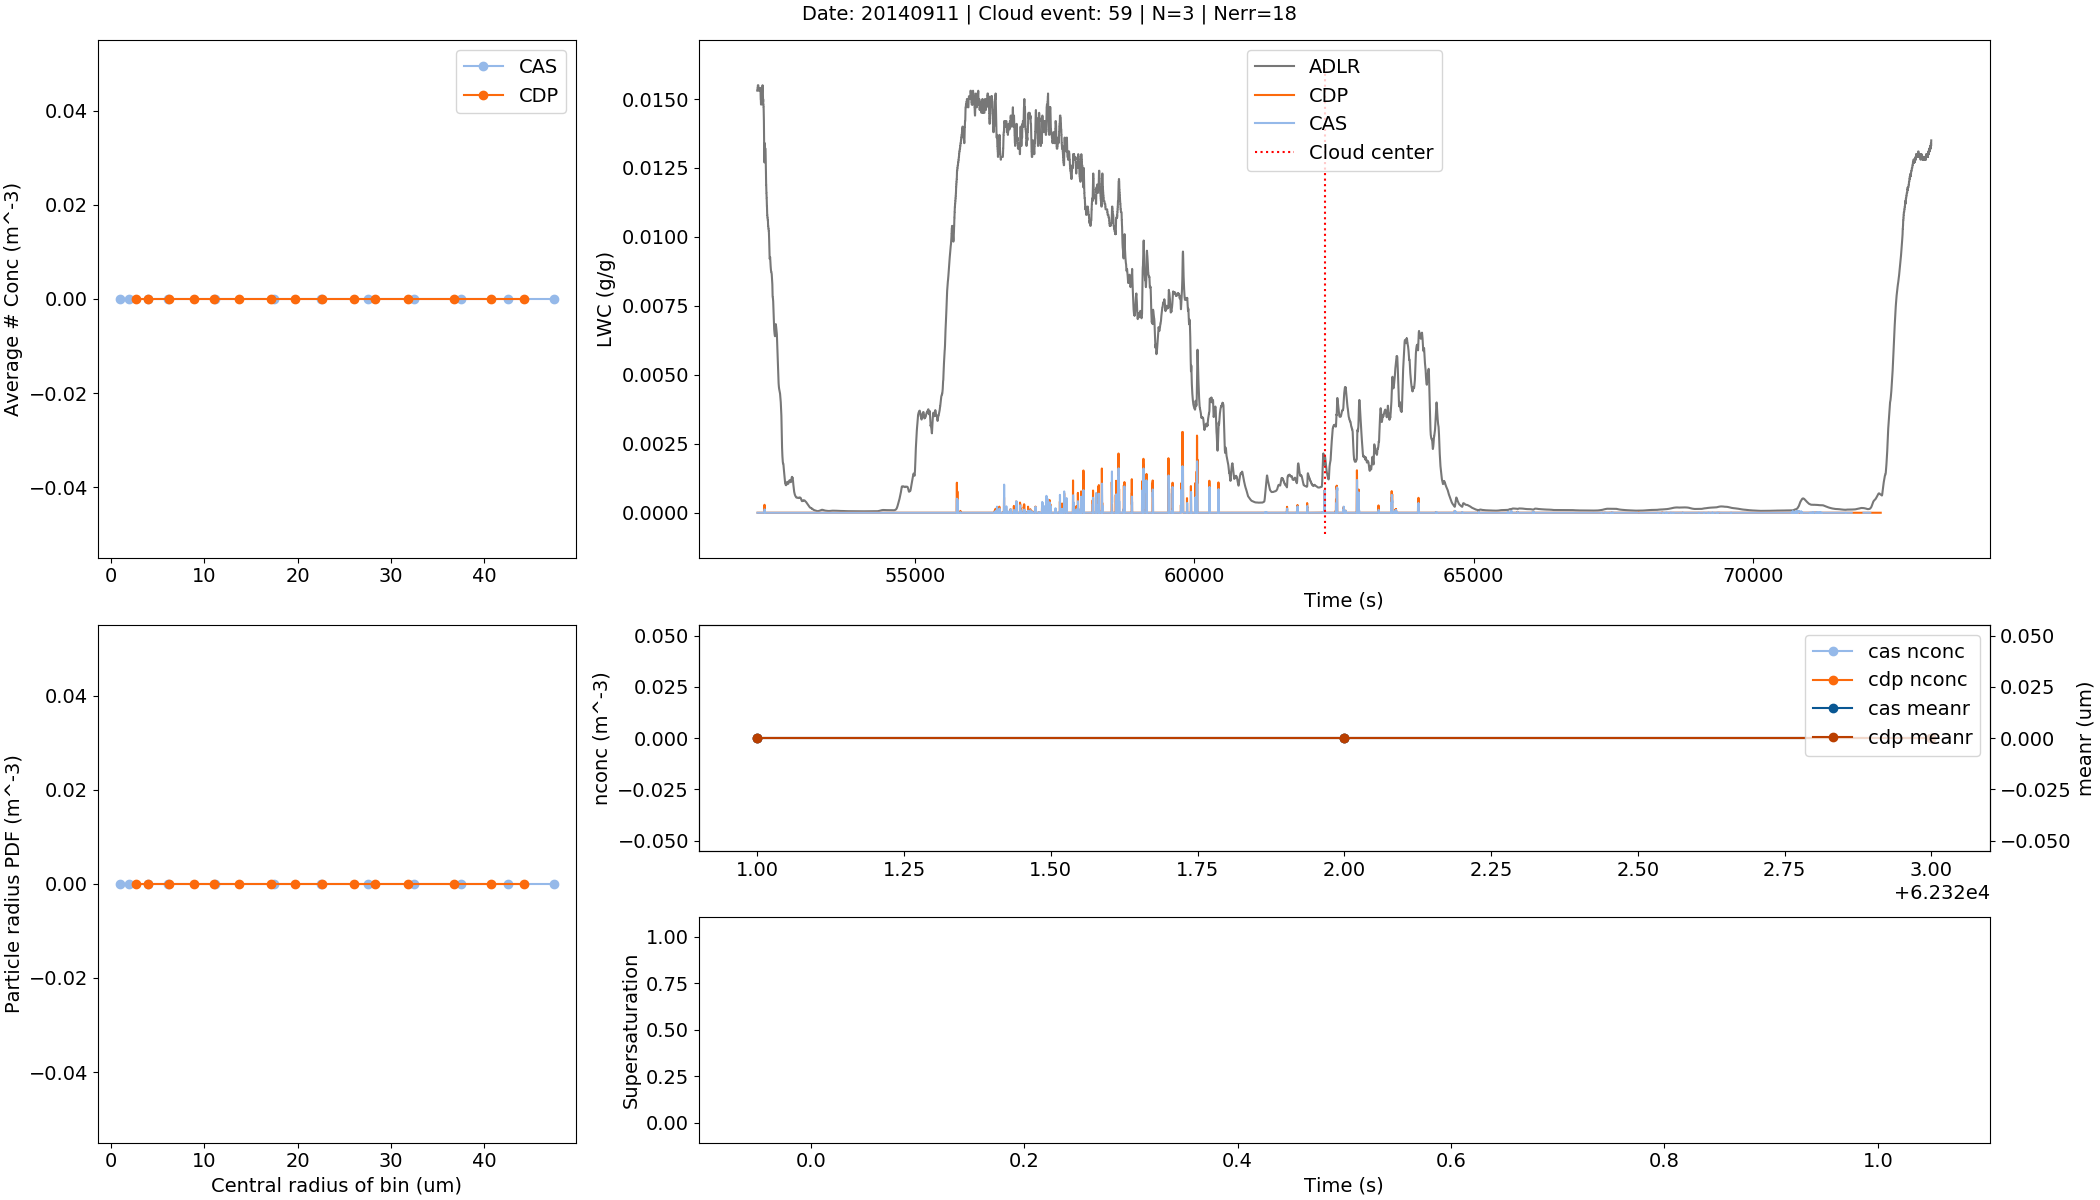 Date: 20140911 | Cloud event: 59 | N=3 | Nerr=18
Average # Conc (m^-3)
0.04
0.02
0.00
−0.02
−0.04
0 10 20 30 40
CAS
CDP
LWC (g/g)
0.0150
0.0125
0.0100
0.0075
0.0050
0.0025
0.0000
55000 60000 65000 70000
Time (s)
ADLR
CDP
CAS
Cloud center
Particle radius PDF (m^-3)
0.04
0.02
0.00
−0.02
−0.04
0 10 20 30 40
Central radius of bin (um)
nconc (m^-3)
0.050
0.025
0.000
−0.025
−0.050
1.00 1.25 1.50 1.75 2.00 2.25 2.50 2.75 3.00
+6.232e4
cas nconc
cdp nconc
cas meanr
cdp meanr
0.050
0.025
0.000
−0.025
−0.050
meanr (um)
Supersaturation
1.00
0.75
0.50
0.25
0.00
0.0 0.2 0.4 0.6 0.8 1.0
Time (s)